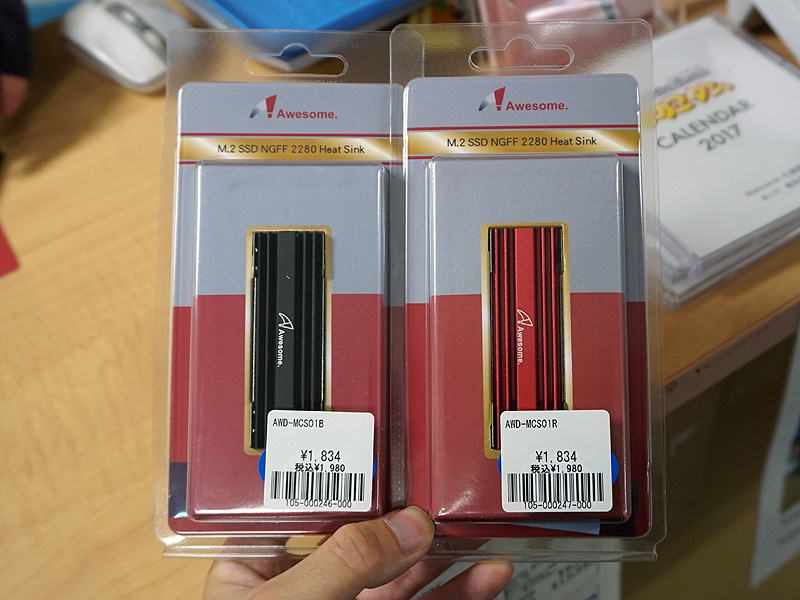 Awesome.
M.2 SSD NGFF 2280 Heat Sink
Awesome.
AWD-MCS01B
¥1,834
税込¥1,980
105-000246-000
Awesome.
M.2 SSD NGFF 2280 Heat Sink
Awesome.
AWD-MCS01R
¥1,834
税込¥1,980
105-000247-000
CALENDAR
2017